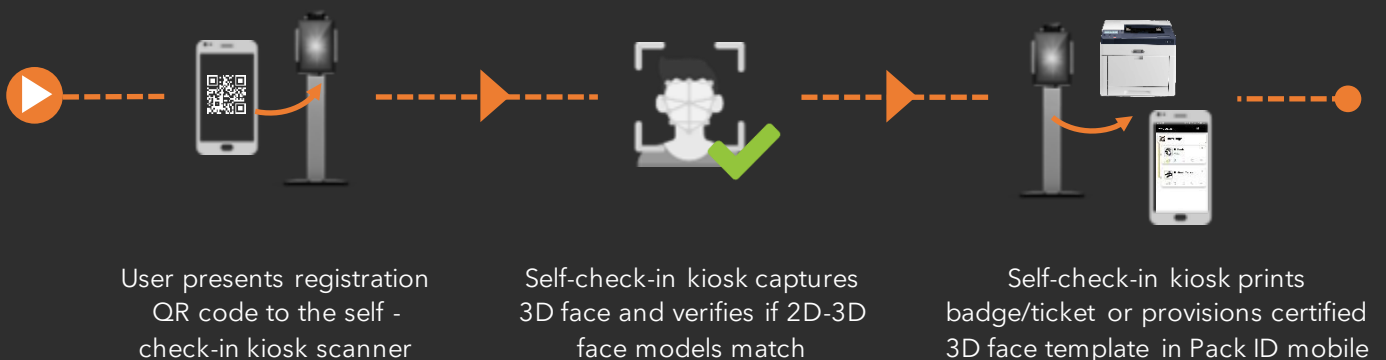 User presents registration
QR code to the self -
check-in kiosk scanner
Self-check-in kiosk captures
3D face and verifies if 2D-3D
face models match
Self-check-in kiosk prints
badge/ticket or provisions certified
3D face template in Pack ID mobile